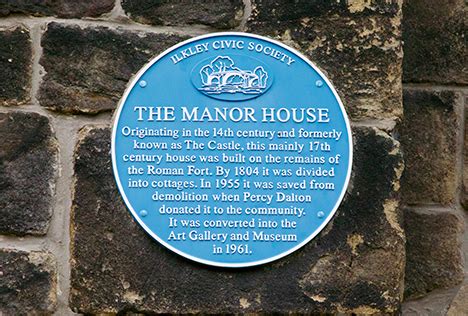 ILKLEY CIVIC SOCIETY
THE MANOR HOUSE
Originating in the 14th century and formerly
known as The Castle, this mainly 17th
century house was built on the remains of
the Roman Fort. By 1804 it was divided
into cottages. In 1955 it was saved from
demolition when Percy Dalton
donated it to the community.
It was converted into the
Art Gallery and Museum
in 1961.